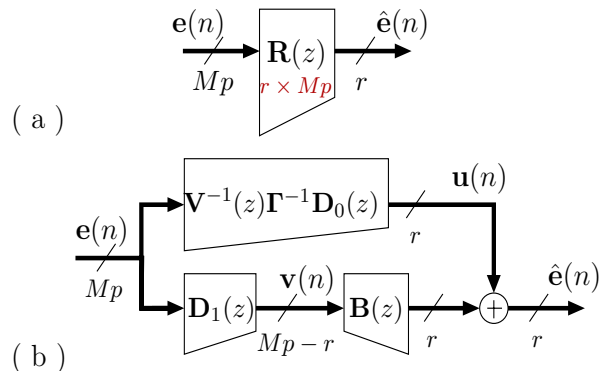 e(n) ê(n)
R(z)
Mp r × Mp r
( a )
V⁻¹(z)Γ⁻¹D₀(z) u(n)
r
e(n)
Mp
v(n) ê(n)
D₁(z) B(z) +
Mp − r r r
( b )